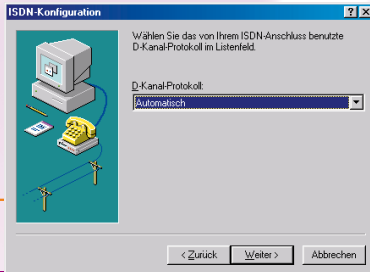 ISDN-Konfiguration
Wählen Sie das von Ihrem ISDN-Anschluss benutzte
D-Kanal-Protokoll im Listenfeld.
D-Kanal-Protokoll:
Automatisch
< Zurück
Weiter >
Abbrechen